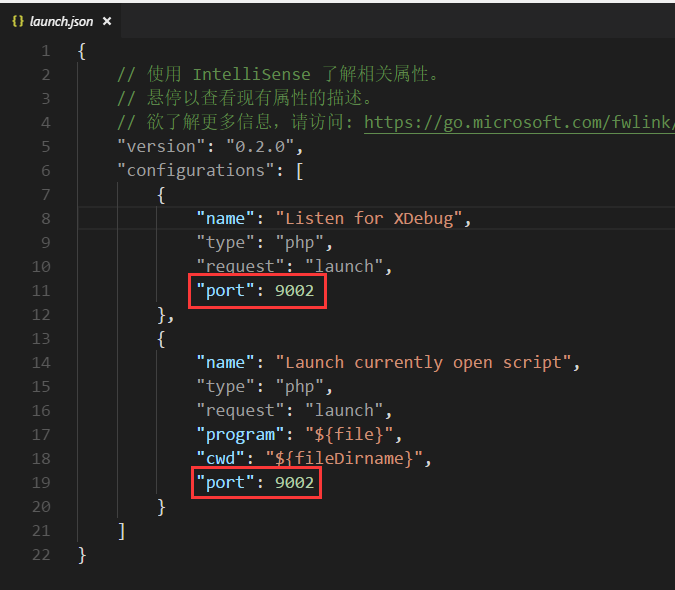 {} launch.json ×
1 {
2 // 使用 IntelliSense 了解相关属性。
3 // 悬停以查看现有属性的描述。
4 // 欲了解更多信息，请访问: https://go.microsoft.com/fwlink/
5 "version": "0.2.0",
6 "configurations": [
7 {
8 "name": "Listen for XDebug",
9 "type": "php",
10 "request": "launch",
11 "port": 9002
12 },
13 {
14 "name": "Launch currently open script",
15 "type": "php",
16 "request": "launch",
17 "program": "${file}",
18 "cwd": "${fileDirname}",
19 "port": 9002
20 }
21 ]
22 }